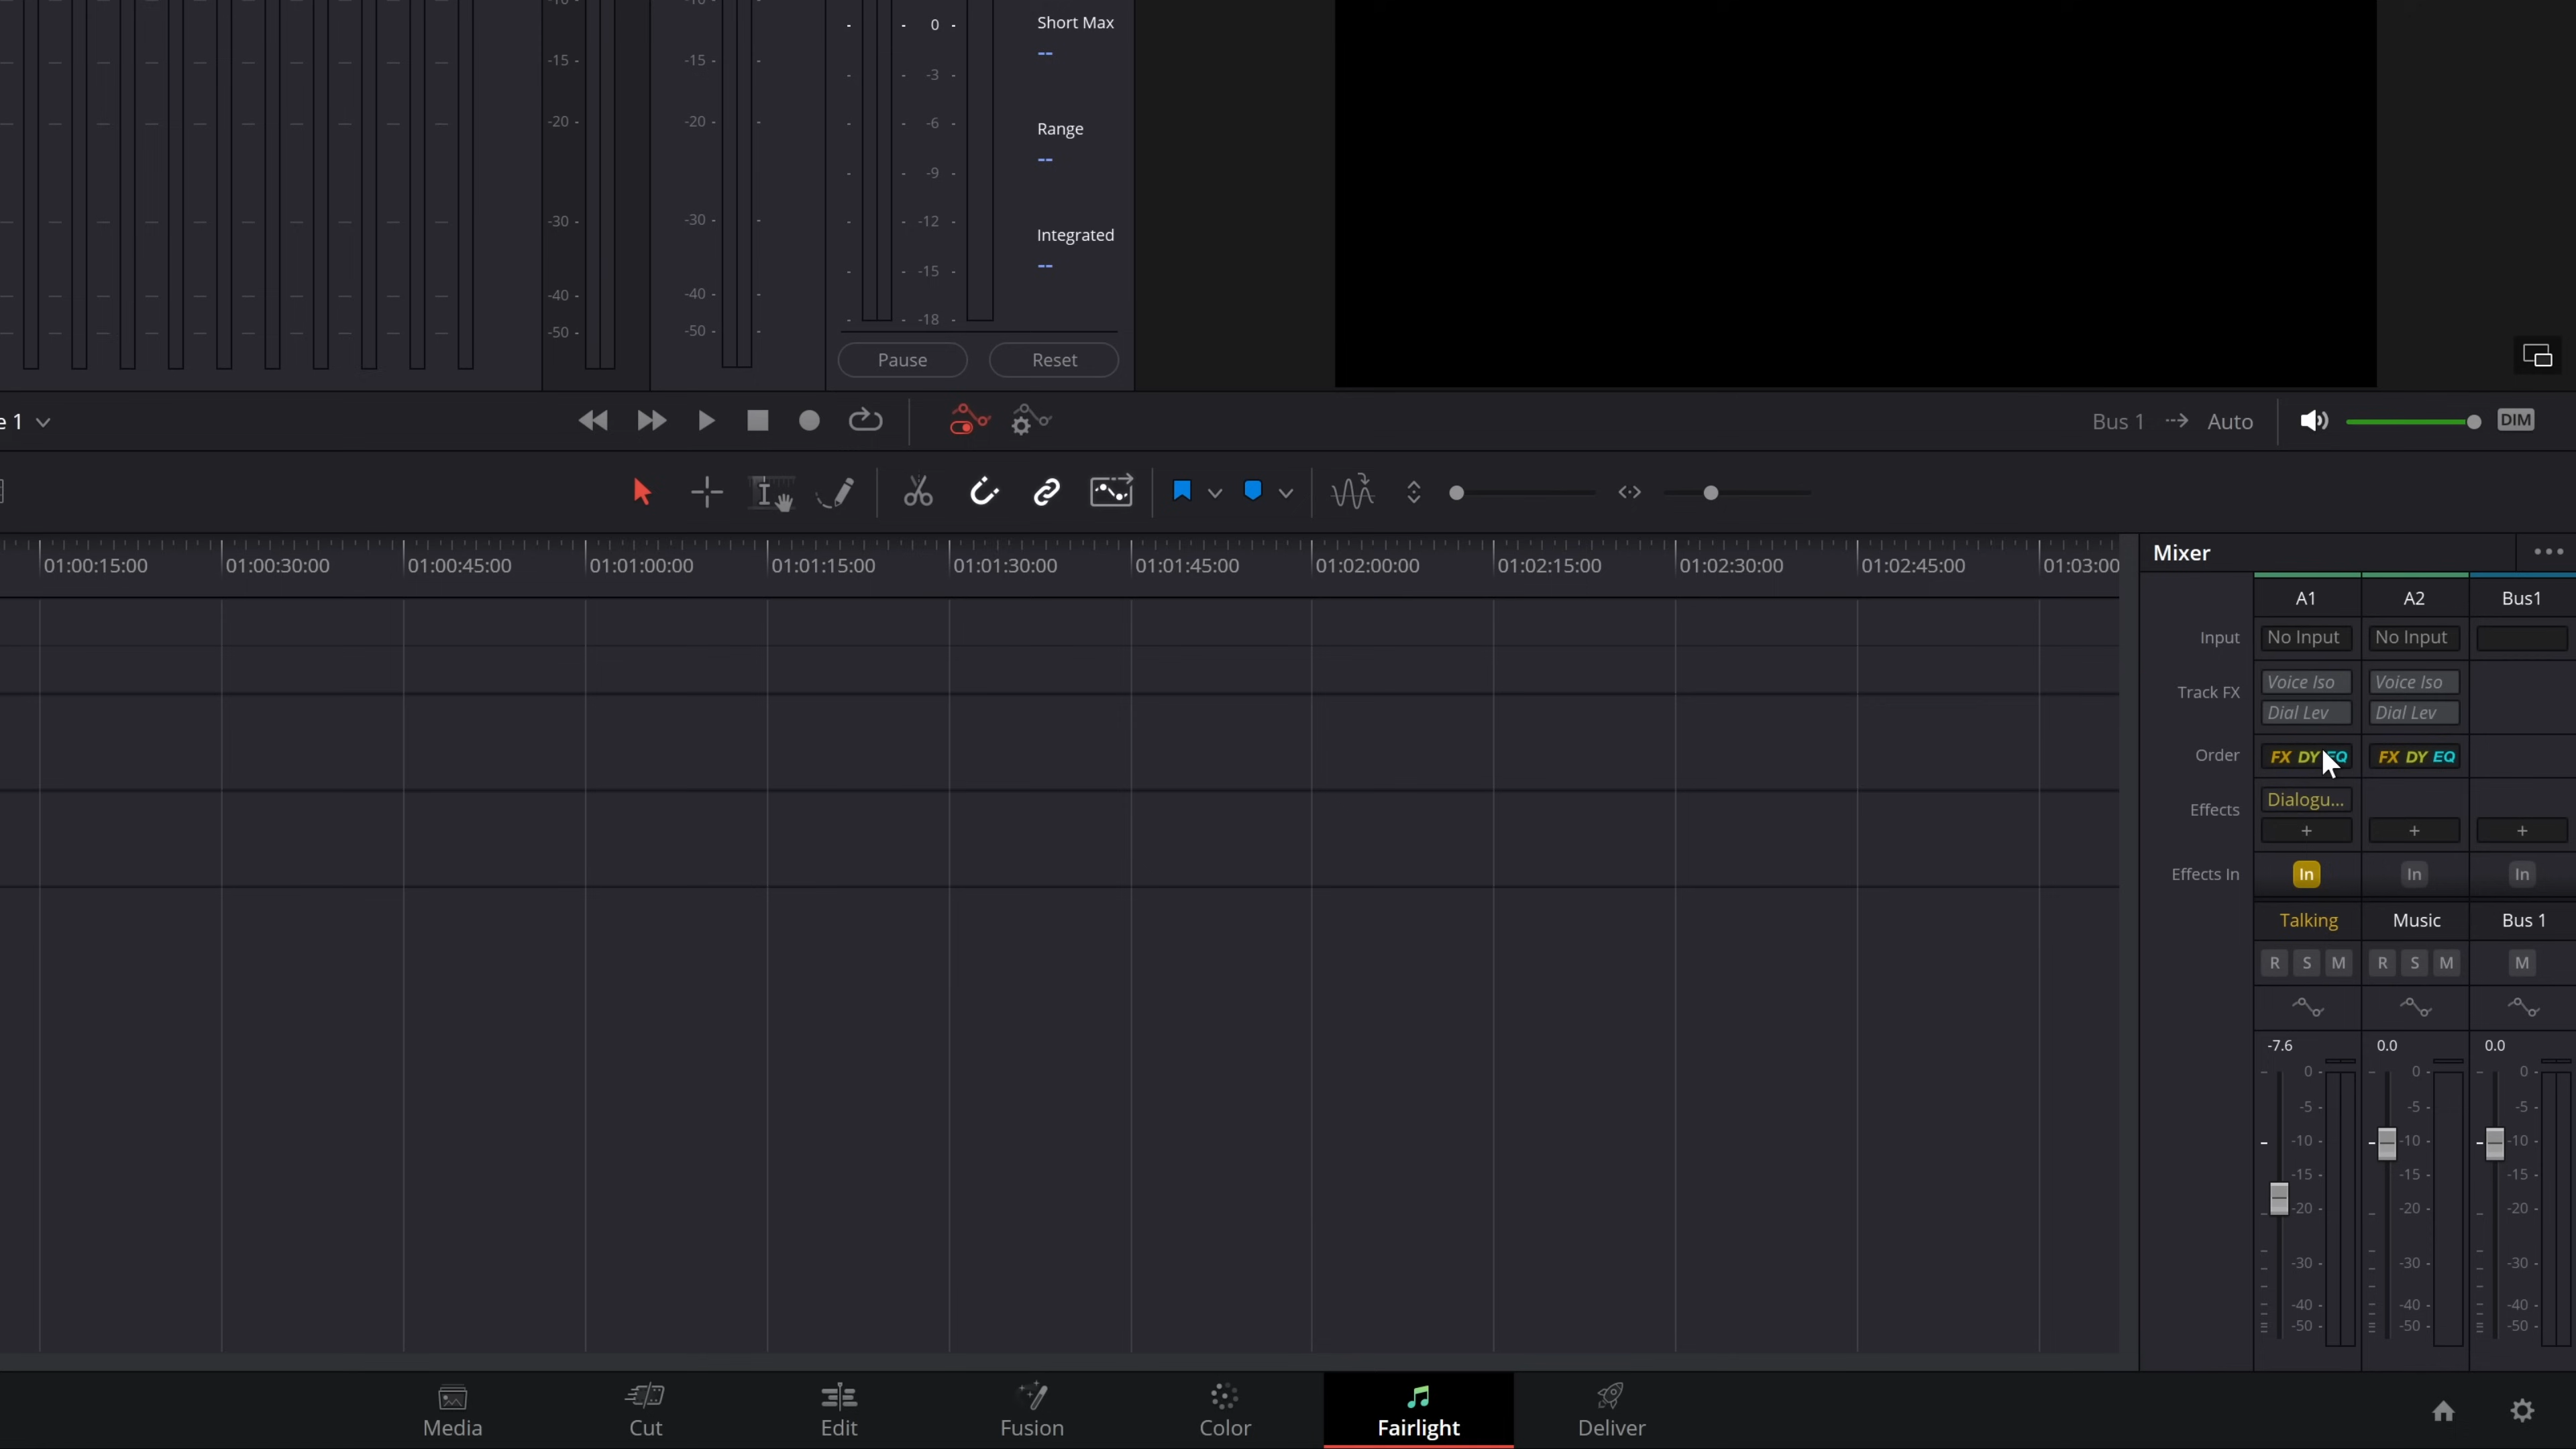 -10 -
-10 -
0
Short Max
--
-15 -
-15 -
-3
-20 -
-20 -
-6
Range
--
-9
-30 -
-30 -
-12
Integrated
--
-15
-40 -
-40 -
-18
-50 -
-50 -
Pause
Reset
e 1
Bus 1
Auto
DIM
01:00:15:00
01:00:30:00
01:00:45:00
01:01:00:00
01:01:15:00
01:01:30:00
01:01:45:00
01:02:00:00
01:02:15:00
01:02:30:00
01:02:45:00
01:03:00
Mixer
A1
A2
Bus1
Input
No Input
No Input
Track FX
Voice Iso
Voice Iso
Dial Lev
Dial Lev
Order
FX DY EQ
FX DY EQ
Effects
Dialogu...
+
+
+
Effects In
In
In
In
Talking
Music
Bus 1
R S M
R S M
M
-7.6
0.0
0.0
0 -
0 -
0 -
-5 -
-5 -
-5 -
-10 -
-10 -
-10 -
-15 -
-15 -
-15 -
-20 -
-20 -
-20 -
-30 -
-30 -
-30 -
-40 -
-40 -
-40 -
-50 -
-50 -
-50 -
Media
Cut
Edit
Fusion
Color
Fairlight
Deliver